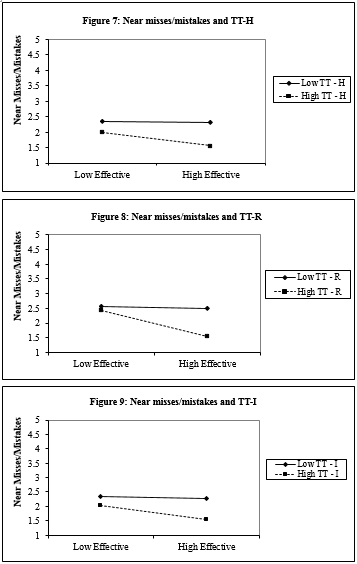 Figure 7: Near misses/mistakes and TT-H
Near Misses/Mistakes
5
4.5
4
3.5
3
2.5
2
1.5
1
Low Effective High Effective
Low TT - H
High TT - H
Figure 8: Near misses/mistakes and TT-R
Near Misses/Mistakes
5
4.5
4
3.5
3
2.5
2
1.5
1
Low Effective High Effective
Low TT - R
High TT - R
Figure 9: Near misses/mistakes and TT-I
Near Misses/Mistakes
5
4.5
4
3.5
3
2.5
2
1.5
1
Low Effective High Effective
Low TT - I
High TT - I